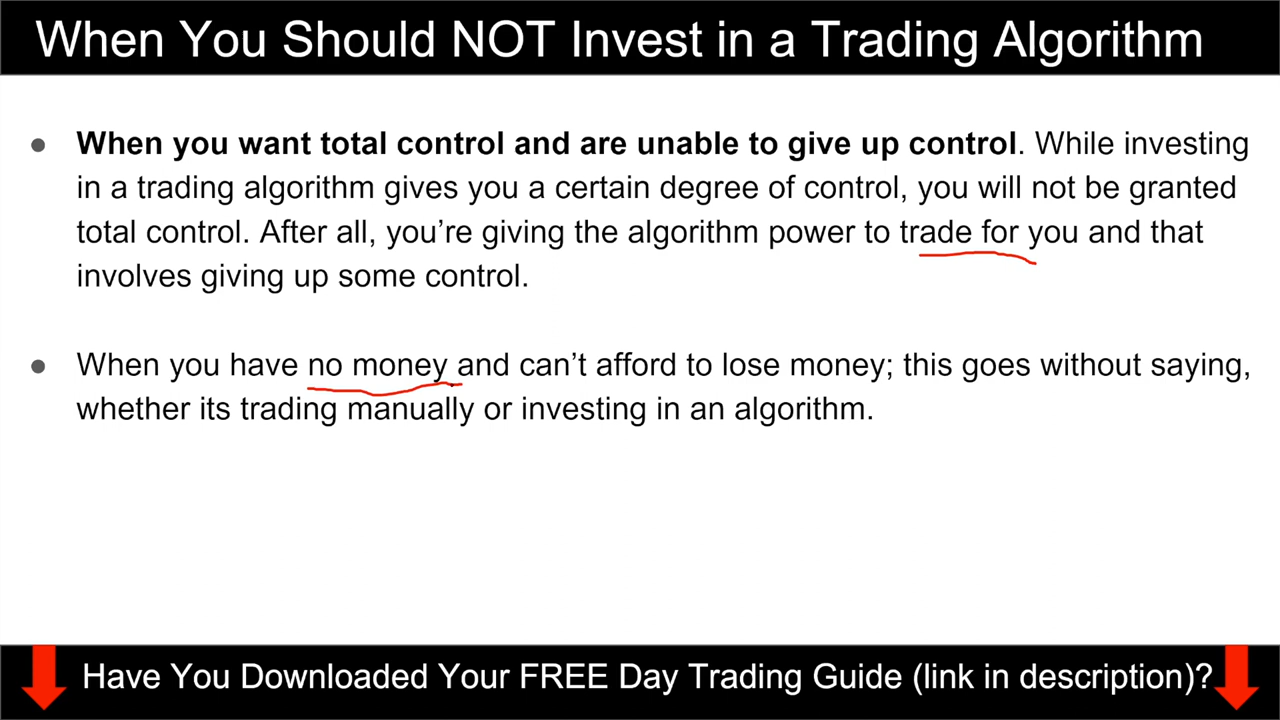 When You Should NOT Invest in a Trading Algorithm
● When you want total control and are unable to give up control. While investing
in a trading algorithm gives you a certain degree of control, you will not be granted
total control. After all, you’re giving the algorithm power to trade for you and that
involves giving up some control.
● When you have no money and can’t afford to lose money; this goes without saying,
whether its trading manually or investing in an algorithm.
Have You Downloaded Your FREE Day Trading Guide (link in description)?